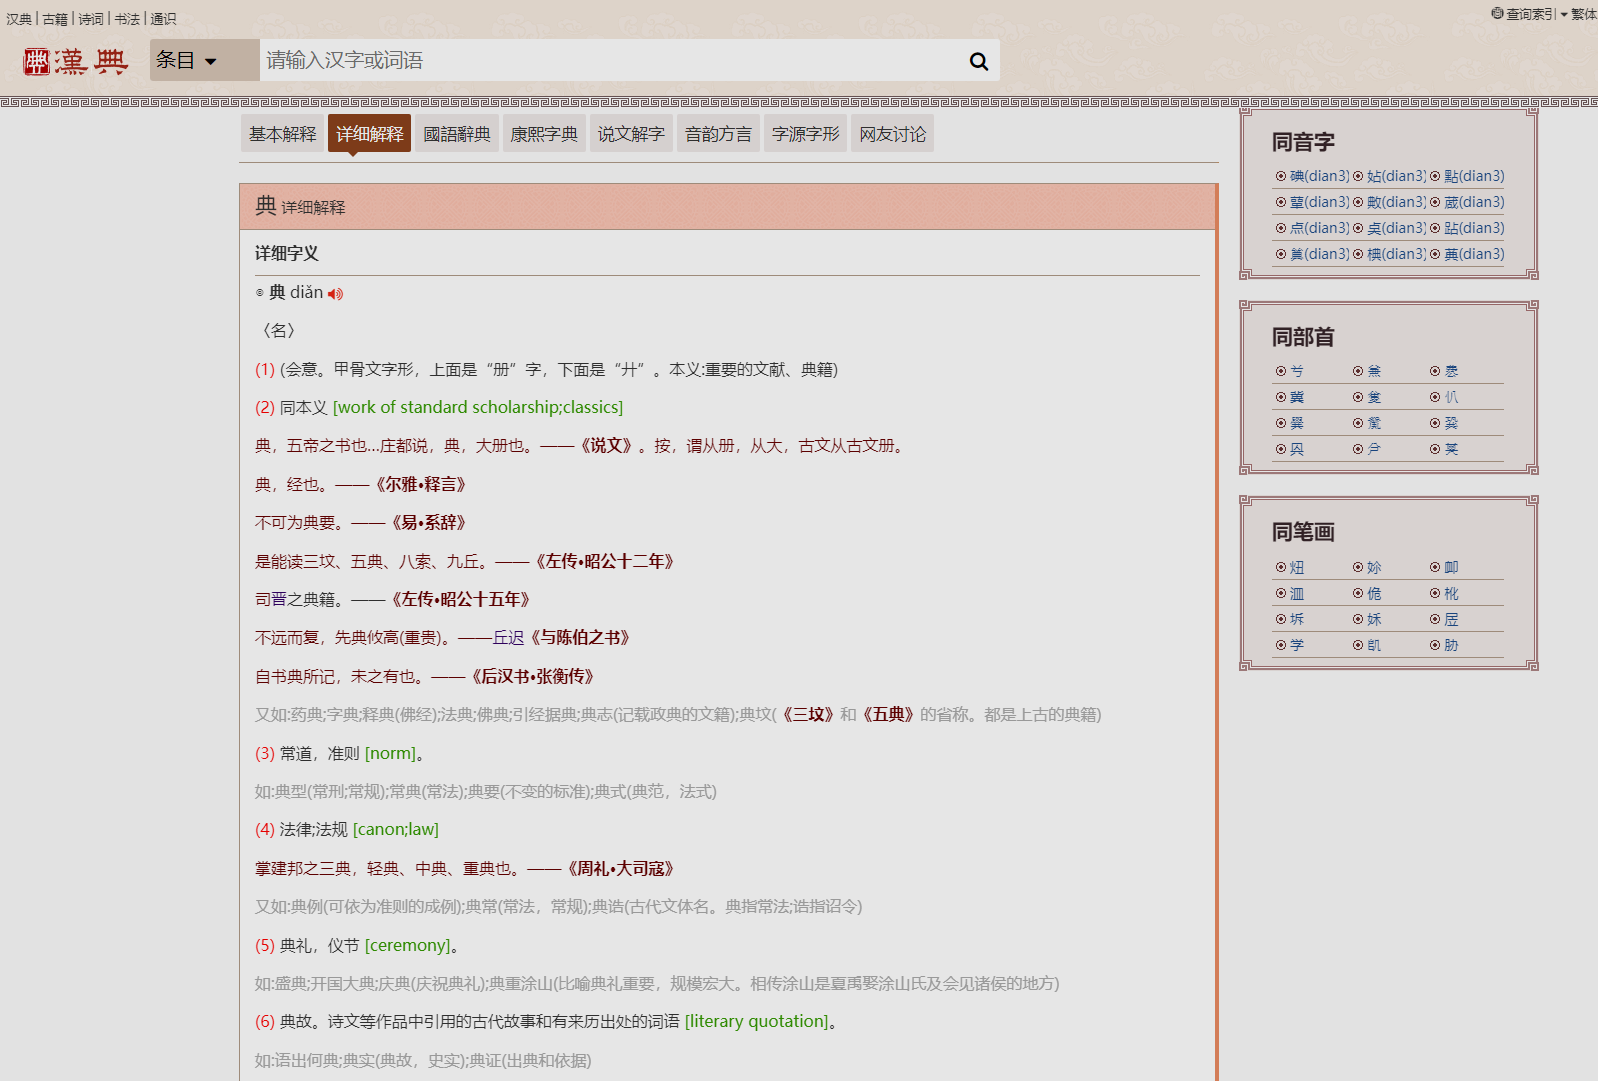 汉典 | 古籍 | 诗词 | 书法 | 通识
查询索引 繁体
漢典
条目 请输入汉字或词语
基本解释 详细解释 國語辭典 康熙字典 说文解字 音韵方言 字源字形 网友讨论
典 详细解释
详细字义
典 diǎn
〈名〉
(1) (会意。甲骨文字形，上面是“册”字，下面是“廾”。本义:重要的文献、典籍)
(2) 同本义 [work of standard scholarship;classics]
典，五帝之书也…庄都说，典，大册也。——《说文》。按，谓从册，从大，古文从古文册。
典，经也。——《尔雅•释言》
不可为典要。——《易•系辞》
是能读三坟、五典、八索、九丘。——《左传•昭公十二年》
司晋之典籍。——《左传•昭公十五年》
不远而复，先典攸高(重贵)。——丘迟《与陈伯之书》
自书典所记，未之有也。——《后汉书•张衡传》
又如:药典;字典;释典(佛经);法典;佛典;引经据典;典志(记载政典的文籍);典坟(《三坟》和《五典》的省称。都是上古的典籍)
(3) 常道，准则 [norm]。
如:典型(常刑;常规);常典(常法);典要(不变的标准);典式(典范，法式)
(4) 法律;法规 [canon;law]
掌建邦之三典，轻典、中典、重典也。——《周礼•大司寇》
又如:典例(可依为准则的成例);典常(常法，常规);典诰(古代文体名。典指常法;诰指诏令)
(5) 典礼，仪节 [ceremony]。
如:盛典;开国大典;庆典(庆祝典礼);典重涂山(比喻典礼重要，规模宏大。相传涂山是夏禹娶涂山氏及会见诸侯的地方)
(6) 典故。诗文等作品中引用的古代故事和有来历出处的词语 [literary quotation]。
如:语出何典;典实(典故，史实);典证(出典和依据)
同音字
碘(dian3) 奌(dian3) 點(dian3)
(dian3) 敟(dian3) 蒧(dian3)
点(dian3) (dian3) 跕(dian3)
(dian3) 椣(dian3) (dian3)
同部首
兮
冀
同笔画
妎 卹
泗 佹 枇
坼 妋
学 凯 胁